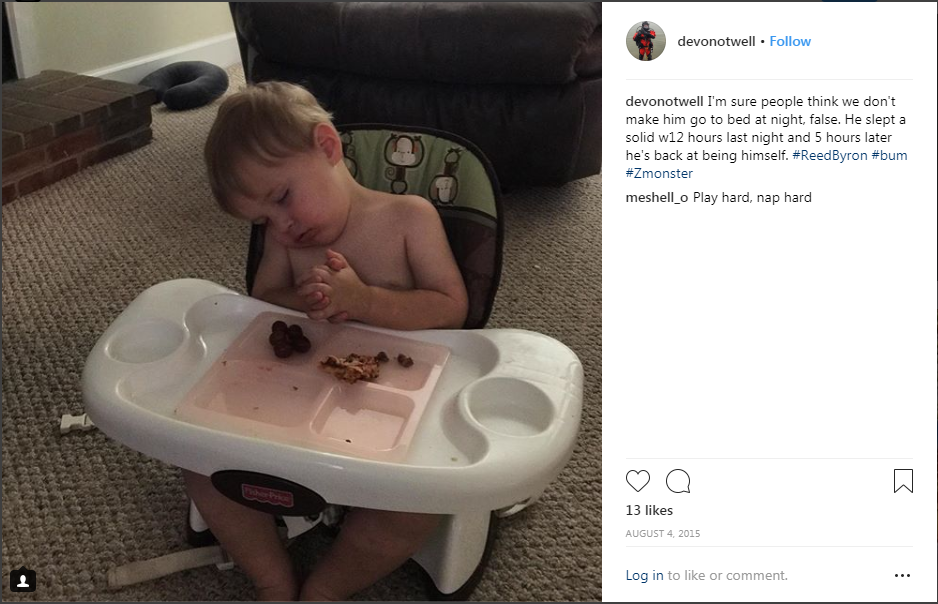 devonotwell • Follow
devonotwell I'm sure people think we don't
make him go to bed at night, false. He slept a
solid w12 hours last night and 5 hours later
he's back at being himself. #ReedByron #bum
#Zmonster
meshell_o Play hard, nap hard
Fisher-Price
13 likes
AUGUST 4, 2015
Log in to like or comment.